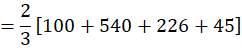 = 2/3 [100 + 540 + 226 + 45]